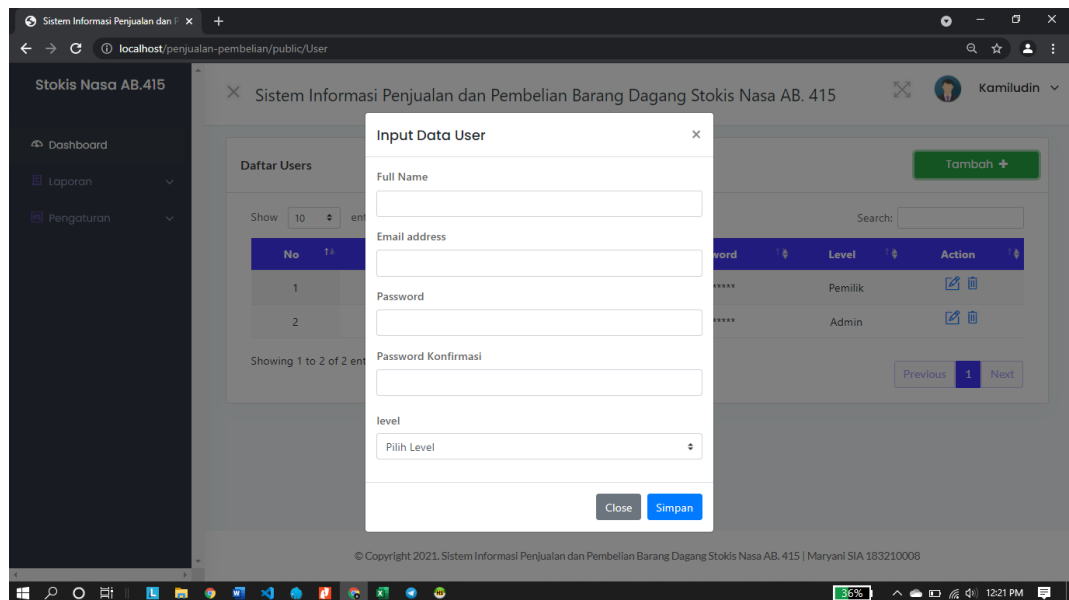 Sistem Informasi Penjualan dan P
localhost/penjualan-pembelian/public/User
Stokis Nasa AB.415
Sistem Informasi Penjualan dan Pembelian Barang Dagang Stokis Nasa AB. 415
Kamiludin
Dashboard
Laporan
Pengaturan
Daftar Users
Tambah +
Show 10 ent
Search:
No word Level Action
1 ***** Pemilik
2 ***** Admin
Showing 1 to 2 of 2 ent
Previous 1 Next
Input Data User
Full Name
Email address
Password
Password Konfirmasi
level
Pilih Level
Close Simpan
© Copyright 2021. Sistem Informasi Penjualan dan Pembelian Barang Dagang Stokis Nasa AB. 415 | Maryani SIA 183210008
36% 12:21 PM